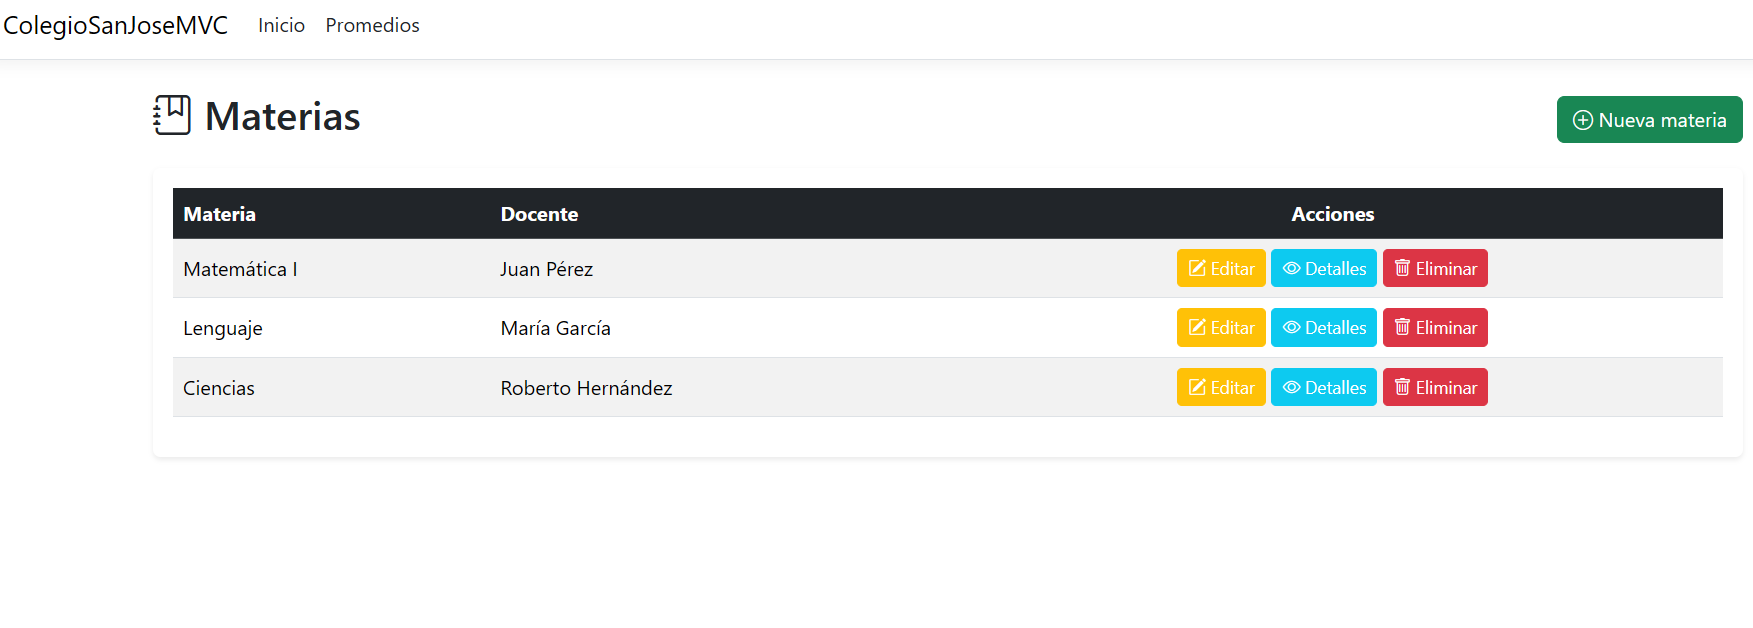 ColegioSanJoseMVC Inicio Promedios
Materias
Nueva materia
Materia Docente Acciones
Matemática I Juan Pérez Editar Detalles Eliminar
Lenguaje María García Editar Detalles Eliminar
Ciencias Roberto Hernández Editar Detalles Eliminar